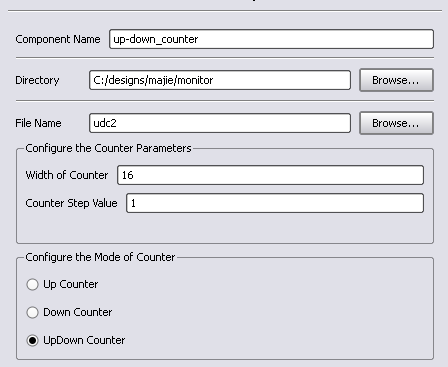 Component Name up-down_counter
Directory C:/designs/majie/monitor Browse...
File Name udc2 Browse...
Configure the Counter Parameters
Width of Counter 16
Counter Step Value 1
Configure the Mode of Counter
Up Counter
Down Counter
UpDown Counter